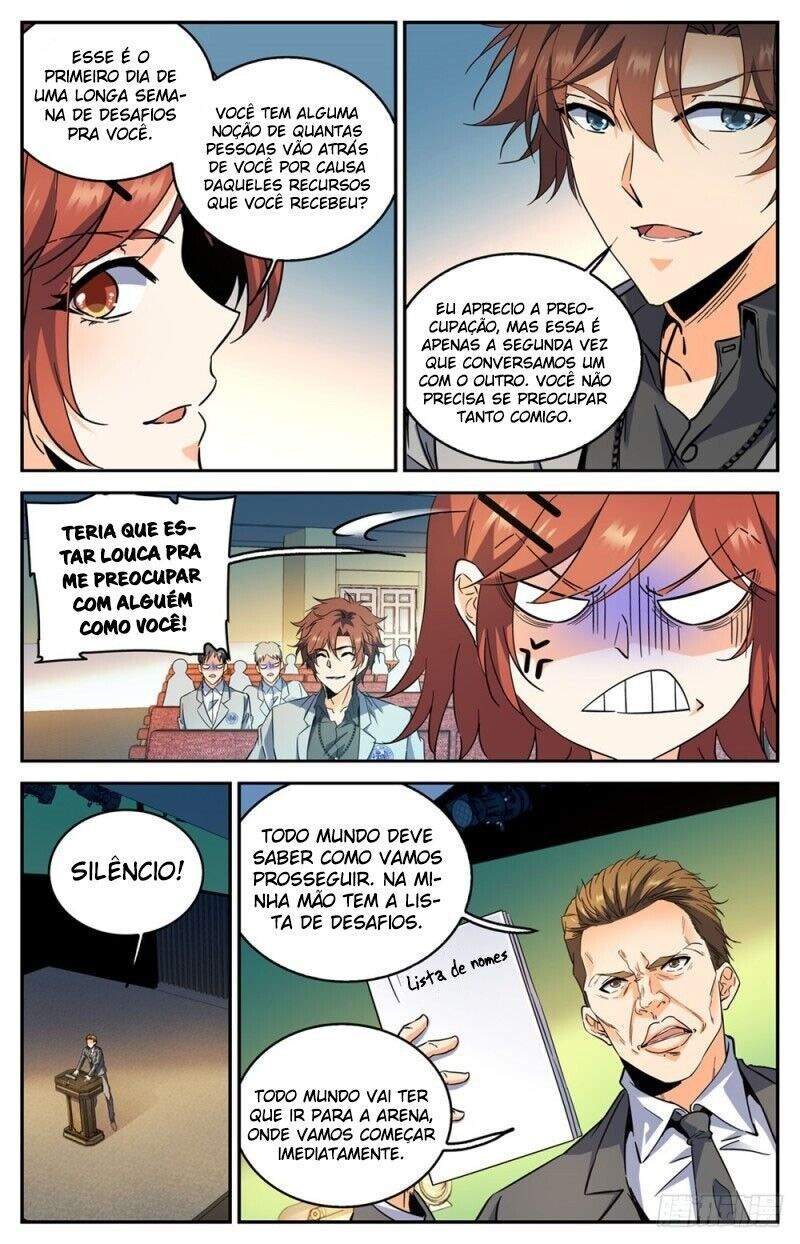 ESSE É O
PRIMEIRO DIA DE
UMA LONGA SEMA-
NA DE DESAFIOS
PRA VOCÊ.
VOCÊ TEM ALGUMA
NOÇÃO DE QUANTAS
PESSOAS VÃO ATRÁS
DE VOCÊ POR CAUSA
DAQUELES RECURSOS
QUE VOCÊ RECEBEU?
EU APRECIO A PREO-
CUPAÇÃO, MAS ESSA É
APENAS A SEGUNDA VEZ
QUE CONVERSAMOS UM
COM O OUTRO. VOCÊ NÃO
PRECISA SE PREOCUPAR
TANTO COMIGO.
TERIA QUE ES-
TAR LOUCA PRA
ME PREOCUPAR
COM ALGUÉM
COMO VOCÊ!
SILÊNCIO!
TODO MUNDO DEVE
SABER COMO VAMOS
PROSSEGUIR. NA MI-
NHA MÃO TEM A LIS-
TA DE DESAFIOS.
Lista de nomes
TODO MUNDO VAI TER
QUE IR PARA A ARENA,
ONDE VAMOS COMEÇAR
IMEDIATAMENTE.
腾讯动漫